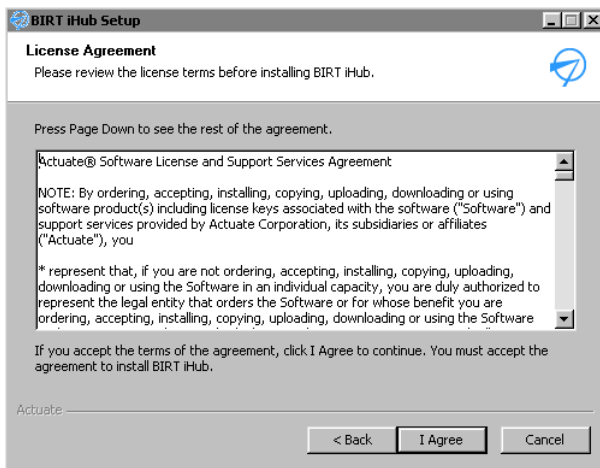 BIRT iHub Setup
License Agreement
Please review the license terms before installing BIRT iHub.
Press Page Down to see the rest of the agreement.
Actuate® Software License and Support Services Agreement
NOTE: By ordering, accepting, installing, copying, uploading, downloading or using
software product(s) including license keys associated with the software ("Software") and
support services provided by Actuate Corporation, its subsidiaries or affiliates
("Actuate"), you
* represent that, if you are not ordering, accepting, installing, copying, uploading,
downloading or using the Software in an individual capacity, you are duly authorized to
represent the legal entity that orders the Software or for whose benefit you are
ordering, accepting, installing, copying, uploading, downloading or using the Software
If you accept the terms of the agreement, click I Agree to continue. You must accept the
agreement to install BIRT iHub.
Actuate
< Back
I Agree
Cancel